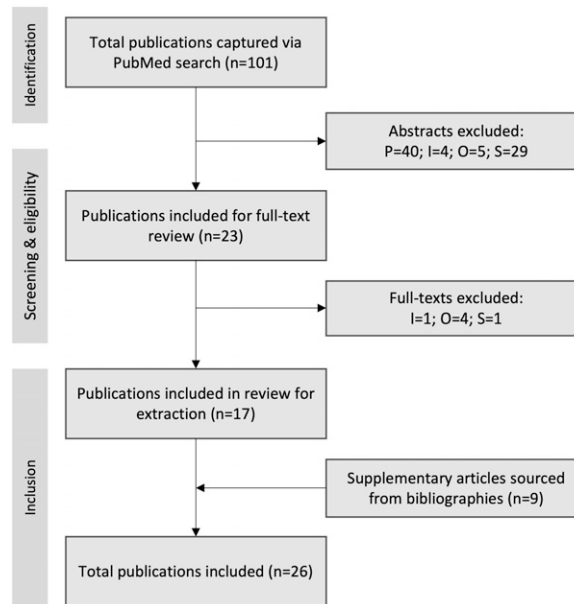 Identification
Total publications captured via
PubMed search (n=101)
Abstracts excluded:
P=40; I=4; O=5; S=29
Screening & eligibility
Publications included for full-text
review (n=23)
Full-texts excluded:
I=1; O=4; S=1
Inclusion
Publications included in review for
extraction (n=17)
Supplementary articles sourced
from bibliographies (n=9)
Total publications included (n=26)